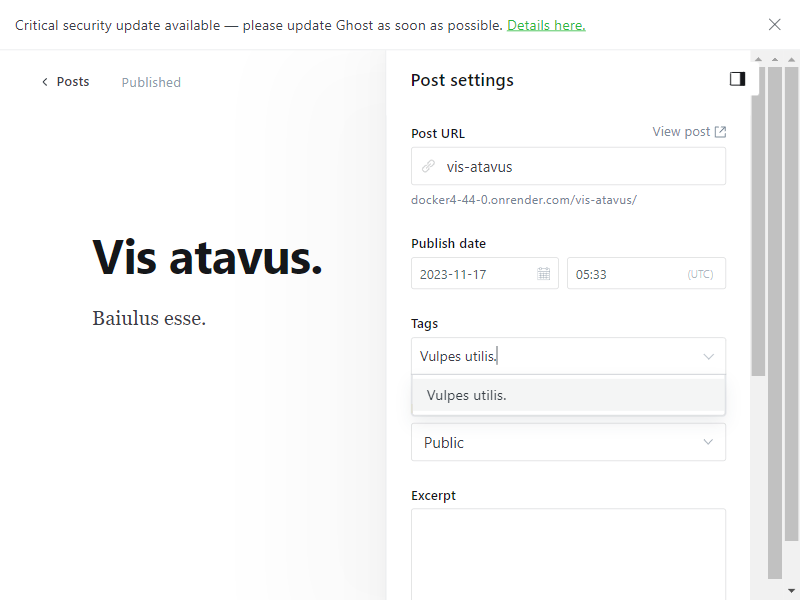 Critical security update available — please update Ghost as soon as possible. Details here.
Posts
Published
Post settings
Post URL
View post
vis-atavus
docker4-44-0.onrender.com/vis-atavus/
Publish date
2023-11-17
05:33
(UTC)
Vis atavus.
Baiulus esse.
Tags
Vulpes utilis.
Vulpes utilis.
Public
Excerpt